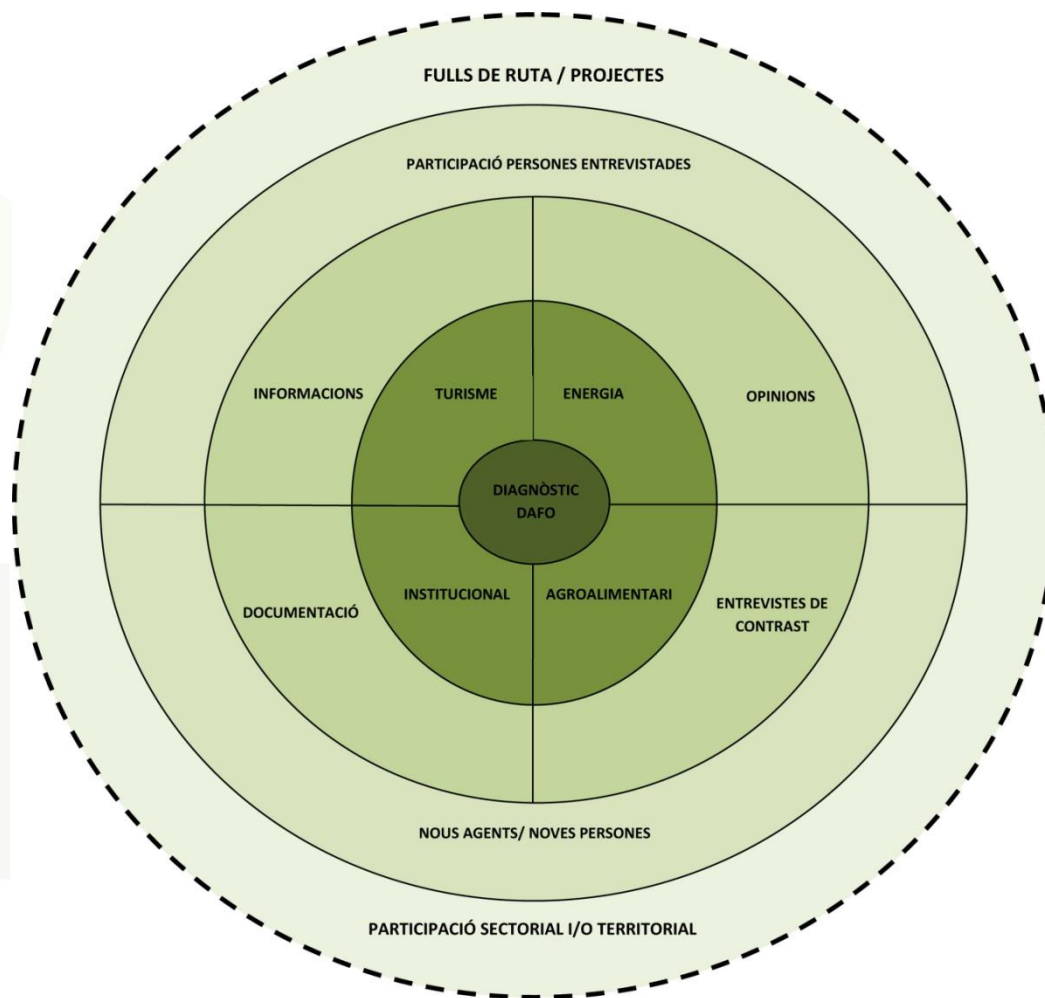 FULLS DE RUTA / PROJECTES
PARTICIPACIÓ PERSONES ENTREVISTADES
INFORMACIONS
TURISME
ENERGIA
OPINIONS
DIAGNÒSTIC
DAFO
INSTITUCIONAL
AGROALIMENTARI
DOCUMENTACIÓ
ENTREVISTES DE
CONTRAST
NOUS AGENTS/ NOVES PERSONES
PARTICIPACIÓ SECTORIAL I/O TERRITORIAL